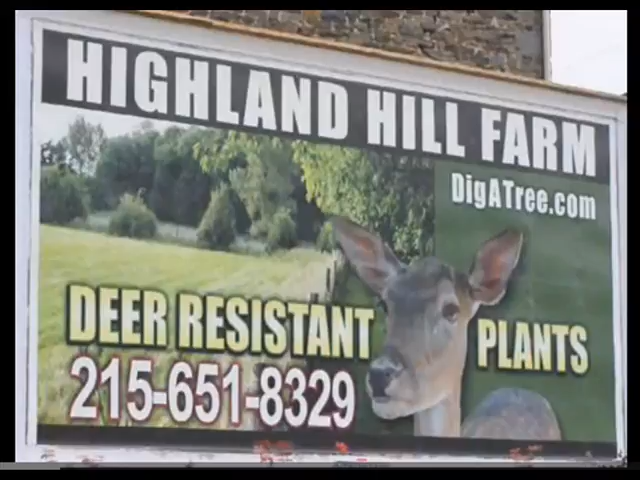 HIGHLAND HILL FARM
DigATree.com
DEER RESISTANT PLANTS
215-651-8329